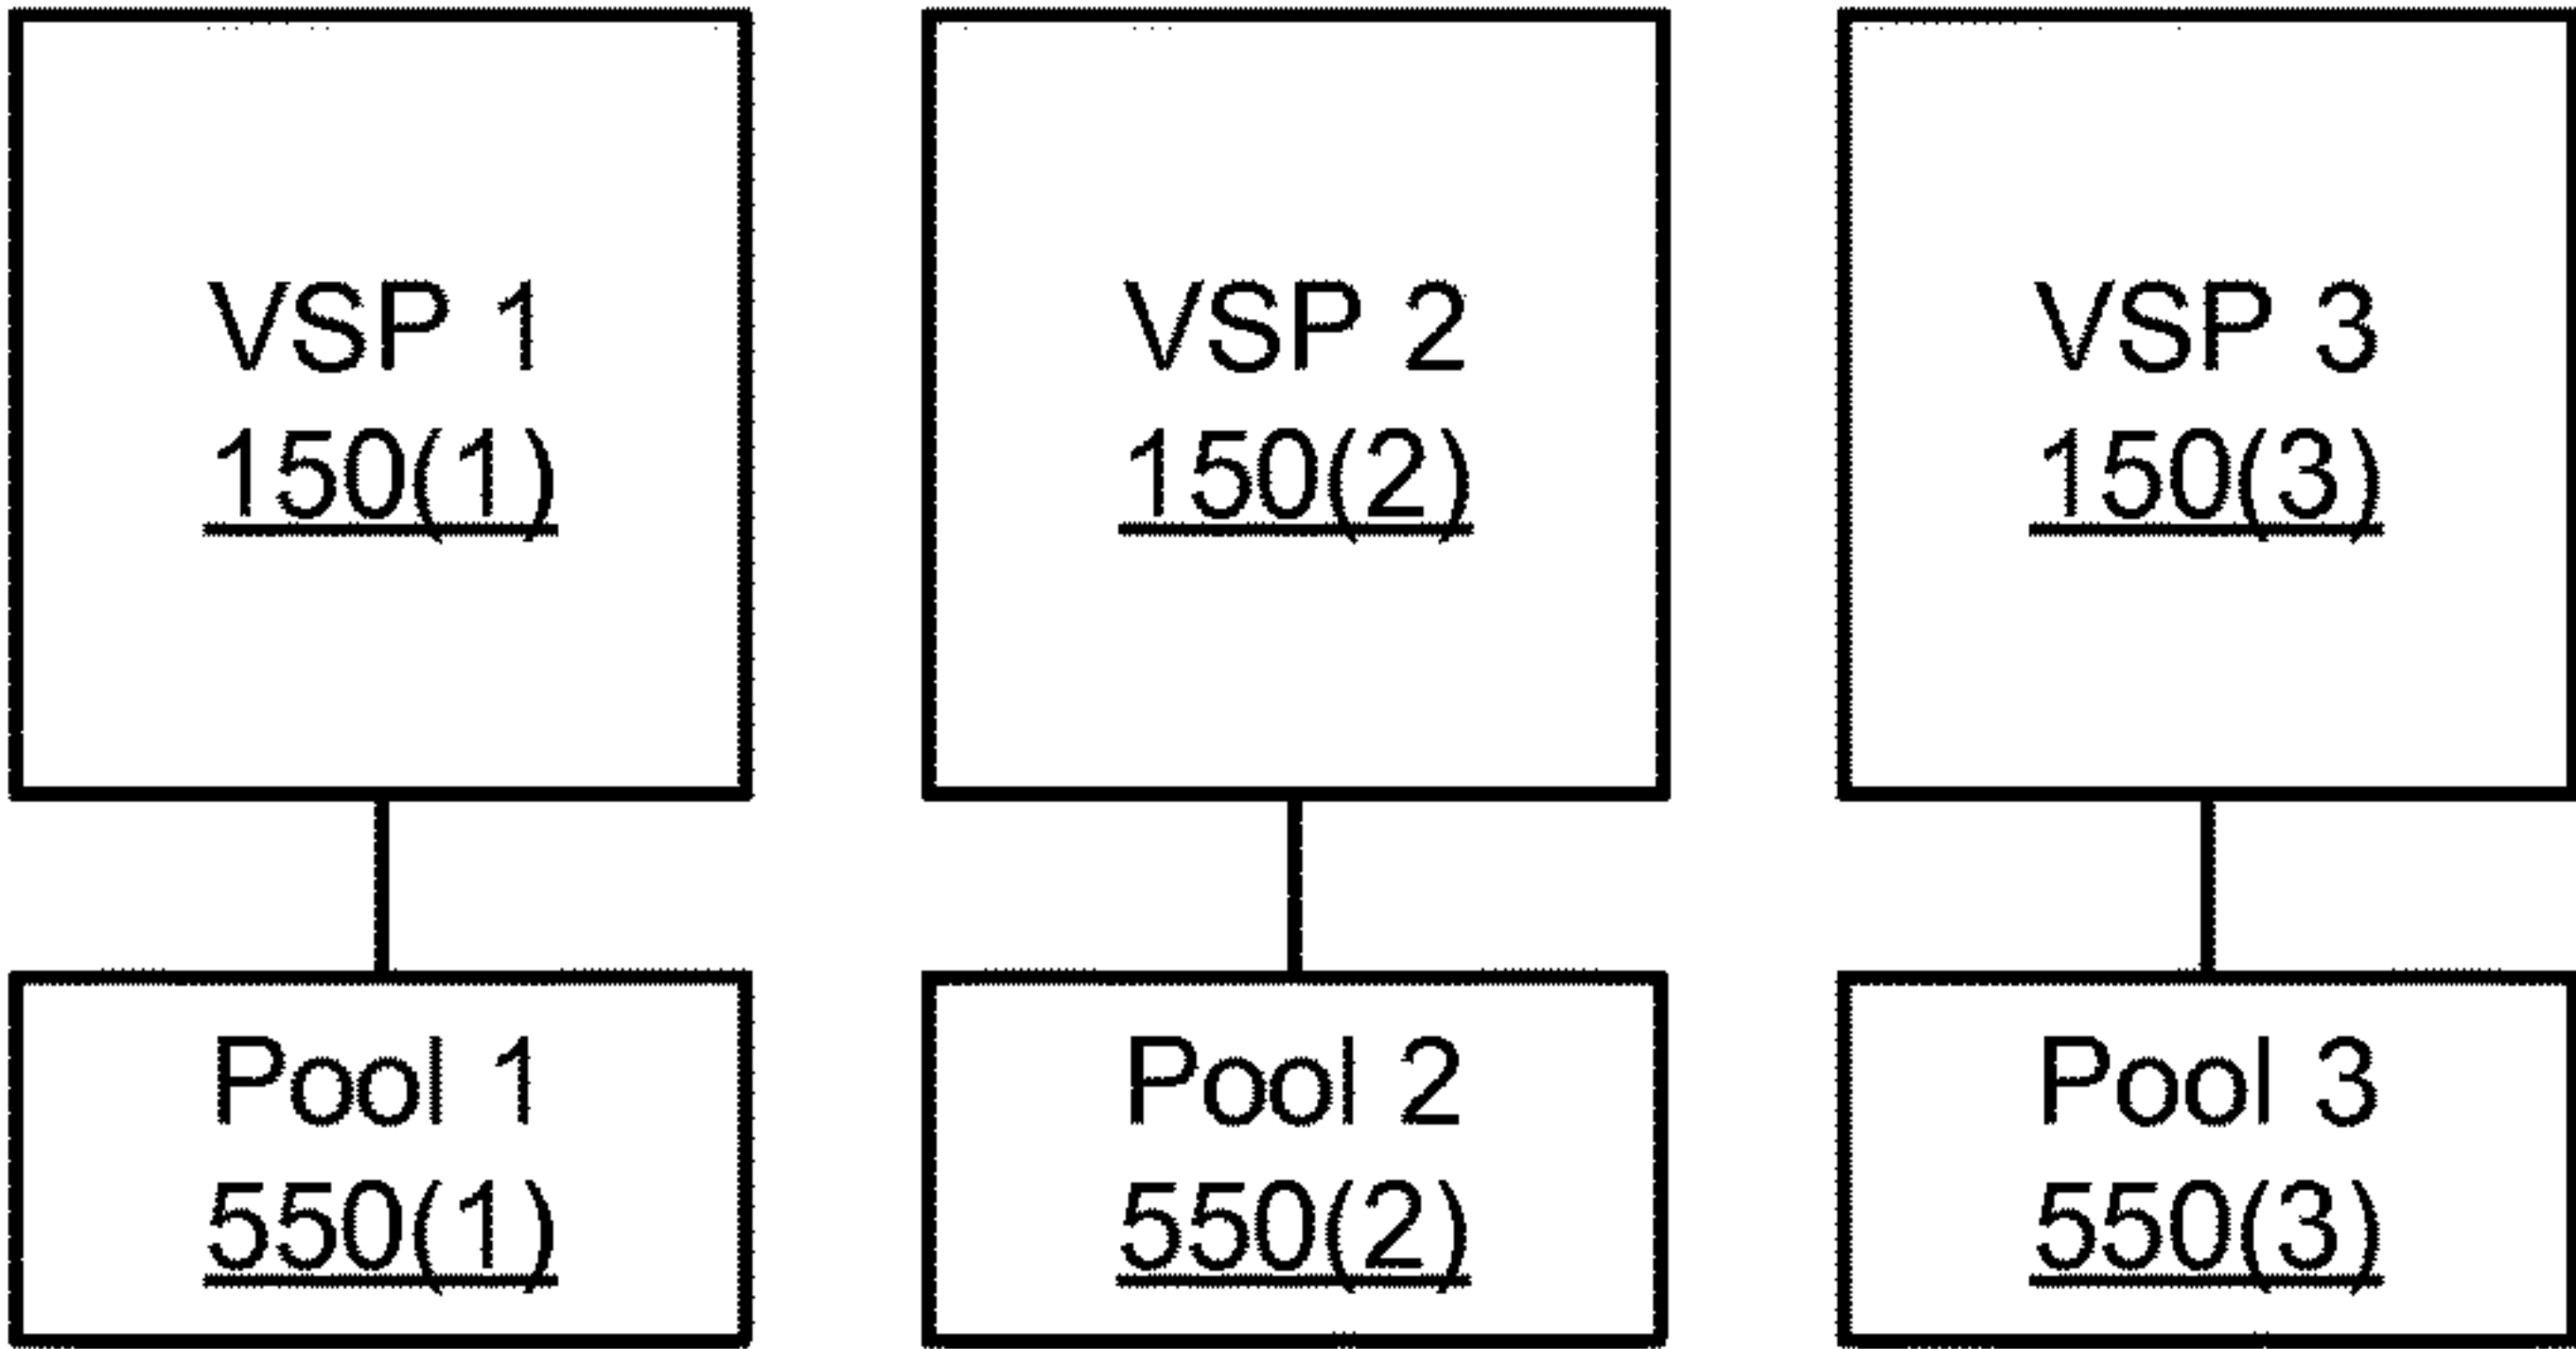 VSP 1
150(1)
VSP 2
150(2)
VSP 3
150(3)
Pool 1
550(1)
Pool 2
550(2)
Pool 3
550(3)